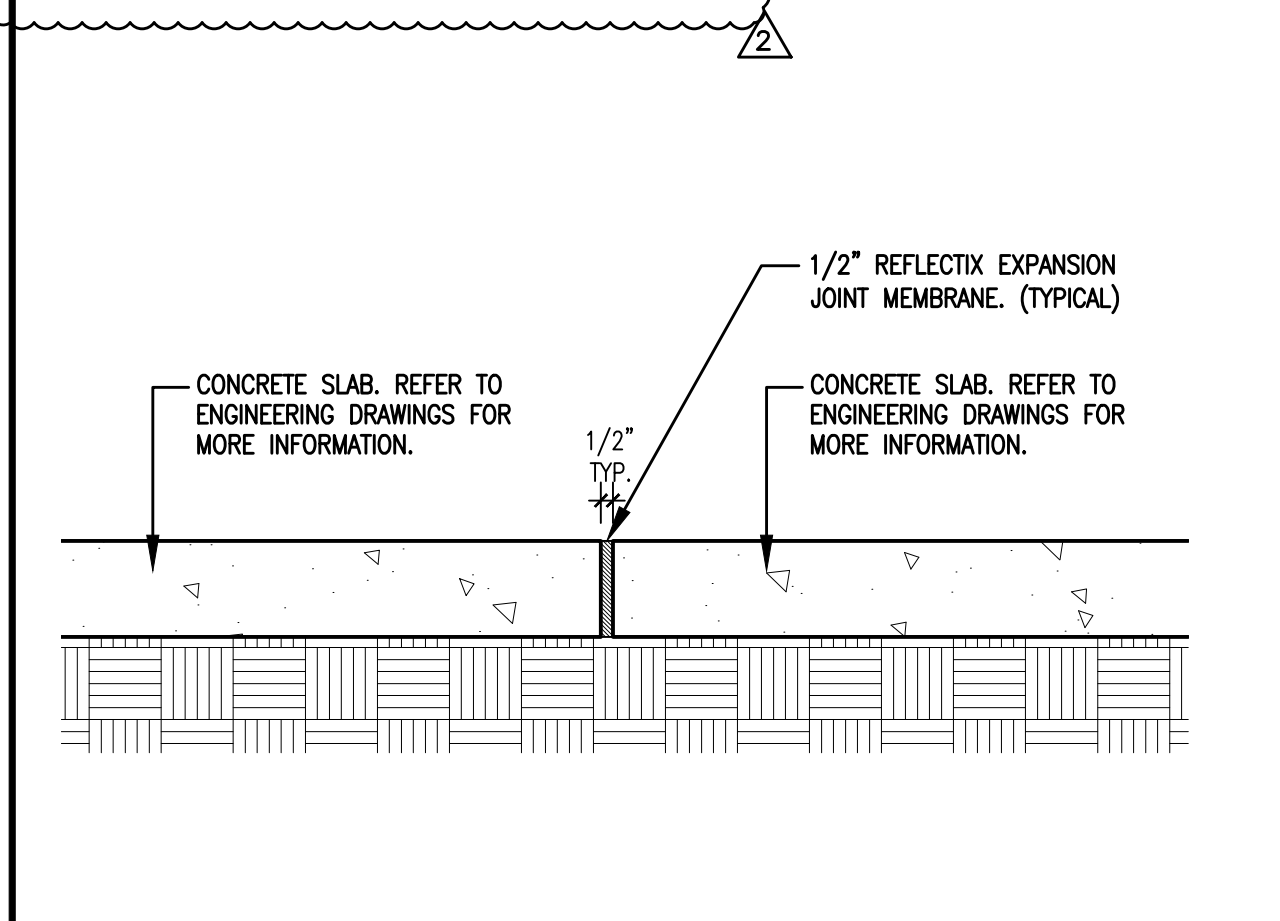 2
1/2” REFLECTIX EXPANSION
JOINT MEMBRANE. (TYPICAL)
CONCRETE SLAB. REFER TO
ENGINEERING DRAWINGS FOR
MORE INFORMATION.
CONCRETE SLAB. REFER TO
ENGINEERING DRAWINGS FOR
MORE INFORMATION.
1/2”
TYP.